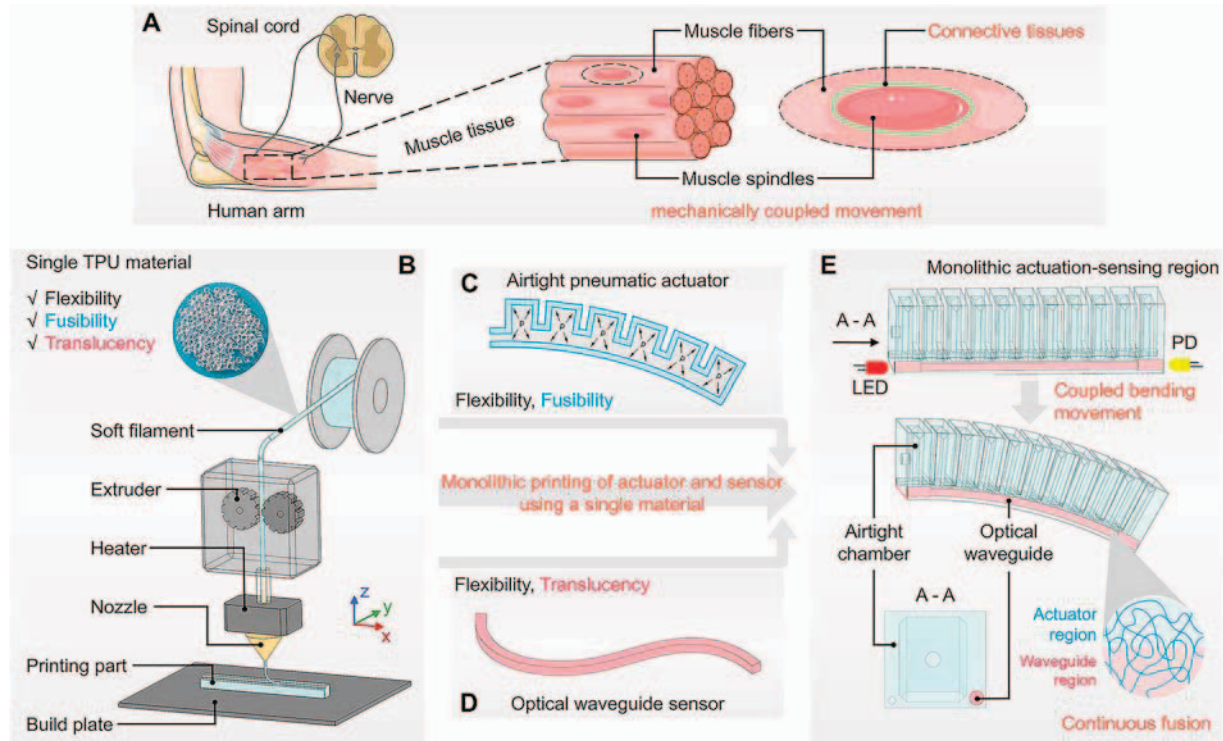 A
Spinal cord
Nerve
Muscle tissue
Human arm
Muscle fibers
Connective tissues
Muscle spindles
mechanically coupled movement
B
Single TPU material
√ Flexibility
√ Fusibility
√ Translucency
Soft filament
Extruder
Heater
Nozzle
z
y
x
Printing part
Build plate
C
Airtight pneumatic actuator
Flexibility, Fusibility
Monolithic printing of actuator and sensor
using a single material
Flexibility, Translucency
D
Optical waveguide sensor
E
Monolithic actuation-sensing region
A - A
PD
LED
Coupled bending
movement
Airtight
chamber
Optical
waveguide
A - A
Actuator
region
Waveguide
region
Continuous fusion